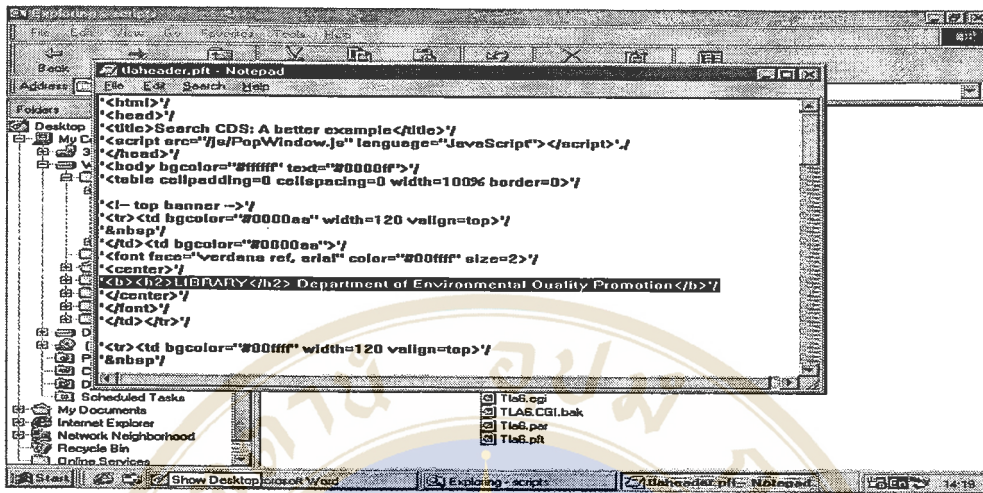 Exploring - scripts
File Edit View Go Favorites Tools Help
Back
Address
tlaheader.pft - Notepad
File Edit Search Help
Folders
'<html>'/
'<head>'/
'<title>Search CDS: A better example</title>'/
'<script src="/js/PopWindow.js" language="JavaScript"></script>'./
'</head>'/
'<body bgcolor="#ffffff" text="#0000ff">'/
'<table cellpadding=0 cellspacing=0 width=100% border=0>'/
'<!-- top banner -->'/
'<tr><td bgcolor="#0000aa" width=120 valign=top>'/
'&nbsp'/
'</td><td bgcolor="#0000aa">'/
'<font face="verdana ref, arial" color="#00ffff" size=2>'/
'<center>'/
'<b><h2>LIBRARY</h2> Department of Environmental Quality Promotion</b>'/
'</center>'/
'</font>'/
'</td></tr>'/
'<tr><td bgcolor="#00ffff" width=120 valign=top>'/
'&nbsp'/
Desktop
My C
3
W
D
P
D
D
Scheduled Tasks
My Documents
Internet Explorer
Network Neighborhood
Recycle Bin
Online Services
Tla6.cgi
TLA6.CGI.bak
Tla6.par
Tla6.pft
Start
Show Desktop
crosoft Word
Exploring - scripts
tlaheader.pft - Notepad
14:19